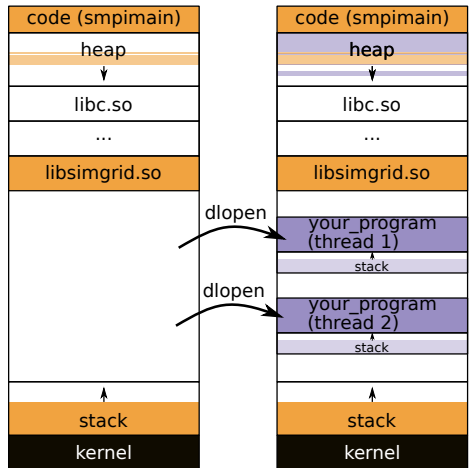 code (smpimain)
heap
libc.so
...
libsimgrid.so
stack
kernel
dlopen
dlopen
code (smpimain)
heap
libc.so
...
libsimgrid.so
your_program
(thread 1)
stack
your_program
(thread 2)
stack
stack
kernel